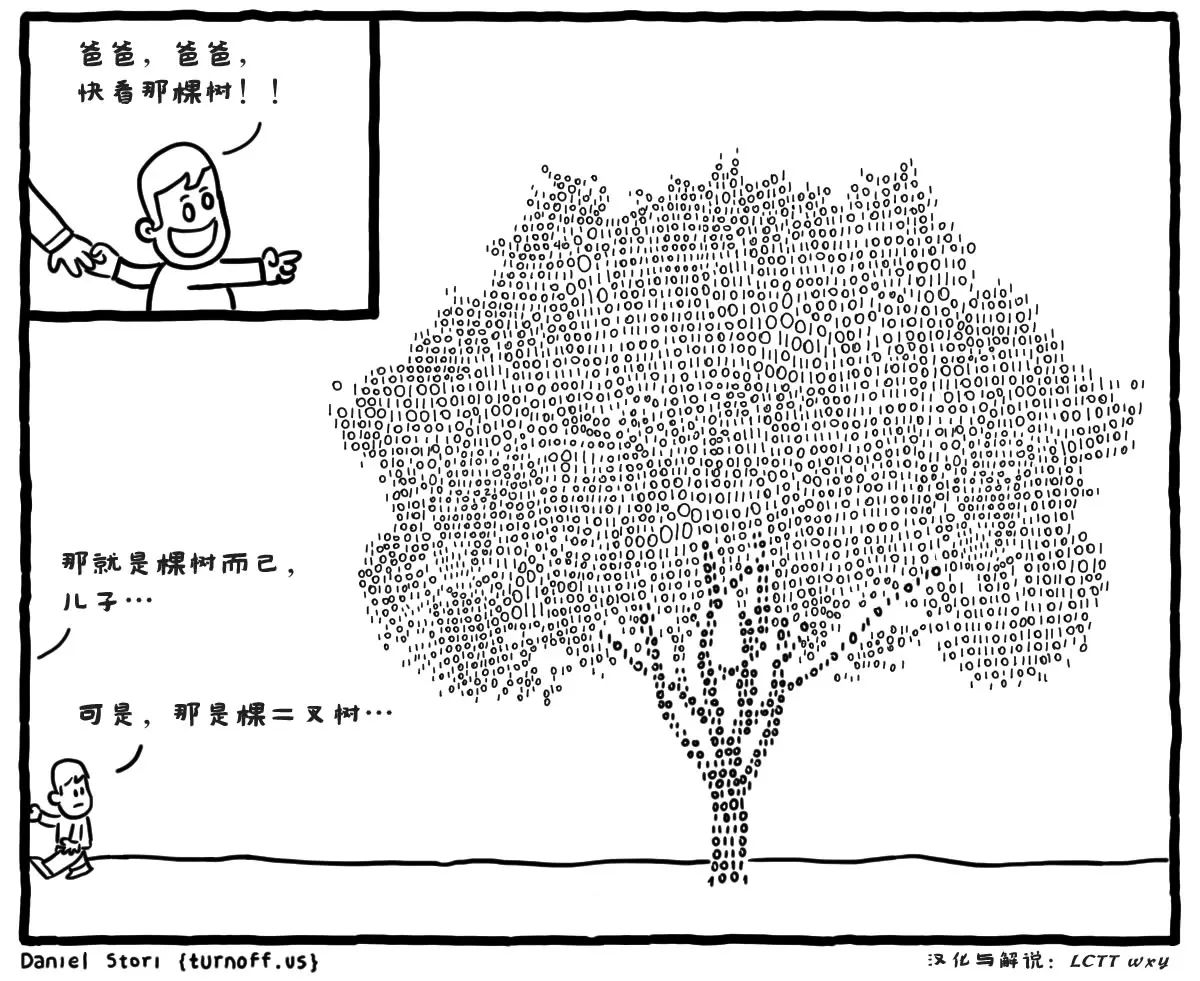 爸爸，爸爸，
快看那棵树！！
那就是棵树而已，
儿子…
可是，那是棵二叉树…
Daniel Stori {turnoff.us}
汉化与解说：LCTT wxy